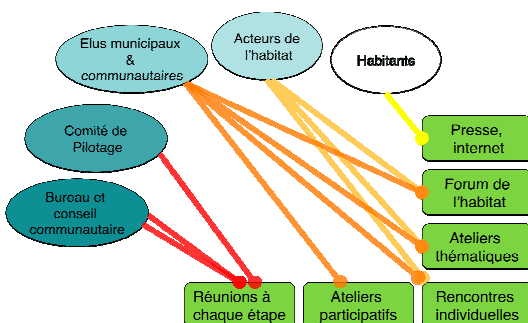 Elus municipaux
&
communautaires
Acteurs de
l'habitat
Habitants
Comité de
Pilotage
Bureau et
conseil
communautaire
Presse,
internet
Forum de
l'habitat
Ateliers
thématiques
Réunions à
chaque étape
Ateliers
participatifs
Rencontres
individuelles